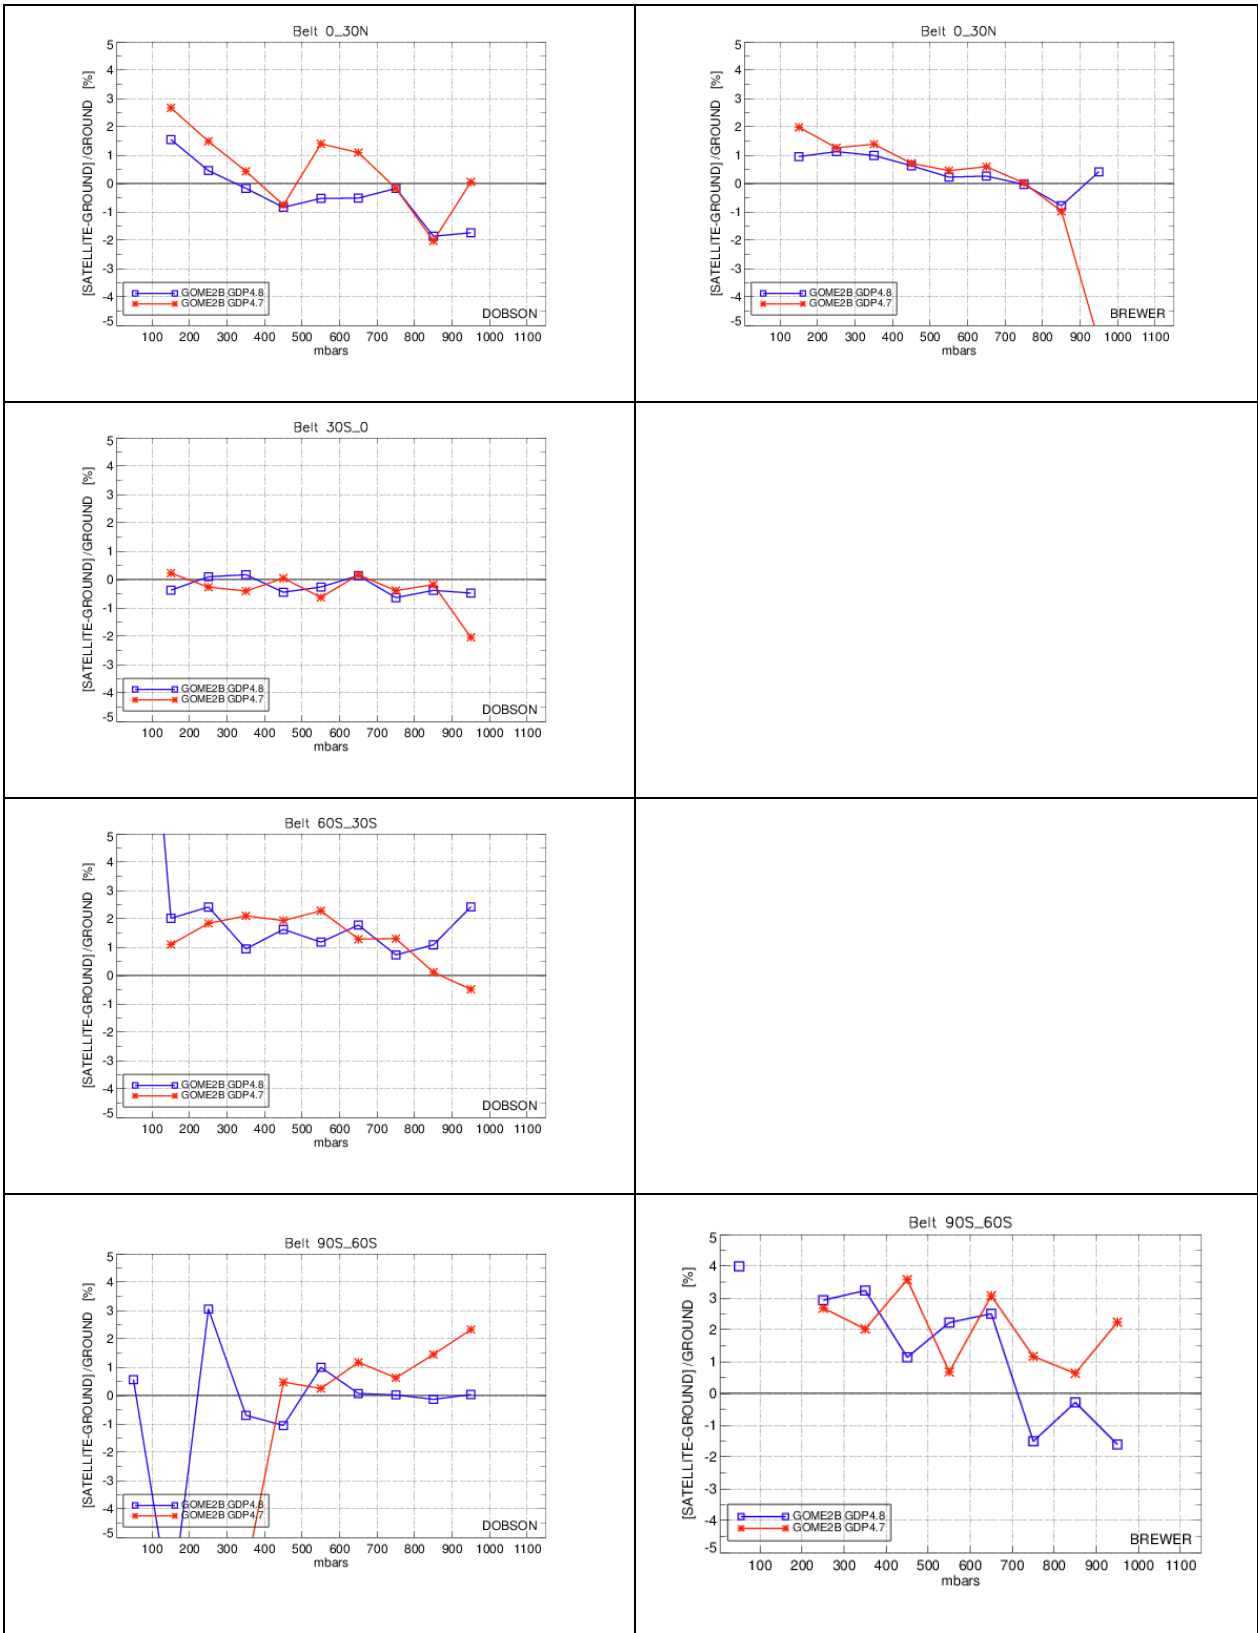 Belt 0_30N
[SATELLITE-GROUND]/GROUND [%]
5
4
3
2
1
0
-1
-2
-3
-4
-5
GOME2B GDP4.8
GOME2B GDP4.7
DOBSON
100 200 300 400 500 600 700 800 900 1000 1100
mbars
Belt 0_30N
[SATELLITE-GROUND]/GROUND [%]
5
4
3
2
1
0
-1
-2
-3
-4
-5
GOME2B GDP4.8
GOME2B GDP4.7
BREWER
100 200 300 400 500 600 700 800 900 1000 1100
mbars
Belt 30S_0
[SATELLITE-GROUND]/GROUND [%]
5
4
3
2
1
0
-1
-2
-3
-4
-5
GOME2B GDP4.8
GOME2B GDP4.7
DOBSON
100 200 300 400 500 600 700 800 900 1000 1100
mbars
Belt 60S_30S
[SATELLITE-GROUND]/GROUND [%]
5
4
3
2
1
0
-1
-2
-3
-4
-5
GOME2B GDP4.8
GOME2B GDP4.7
DOBSON
100 200 300 400 500 600 700 800 900 1000 1100
mbars
Belt 90S_60S
[SATELLITE-GROUND]/GROUND [%]
5
4
3
2
1
0
-1
-2
-3
-4
-5
GOME2B GDP4.8
GOME2B GDP4.7
DOBSON
100 200 300 400 500 600 700 800 900 1000 1100
mbars
Belt 90S_60S
[SATELLITE-GROUND]/GROUND [%]
5
4
3
2
1
0
-1
-2
-3
-4
-5
GOME2B GDP4.8
GOME2B GDP4.7
BREWER
100 200 300 400 500 600 700 800 900 1000 1100
mbars